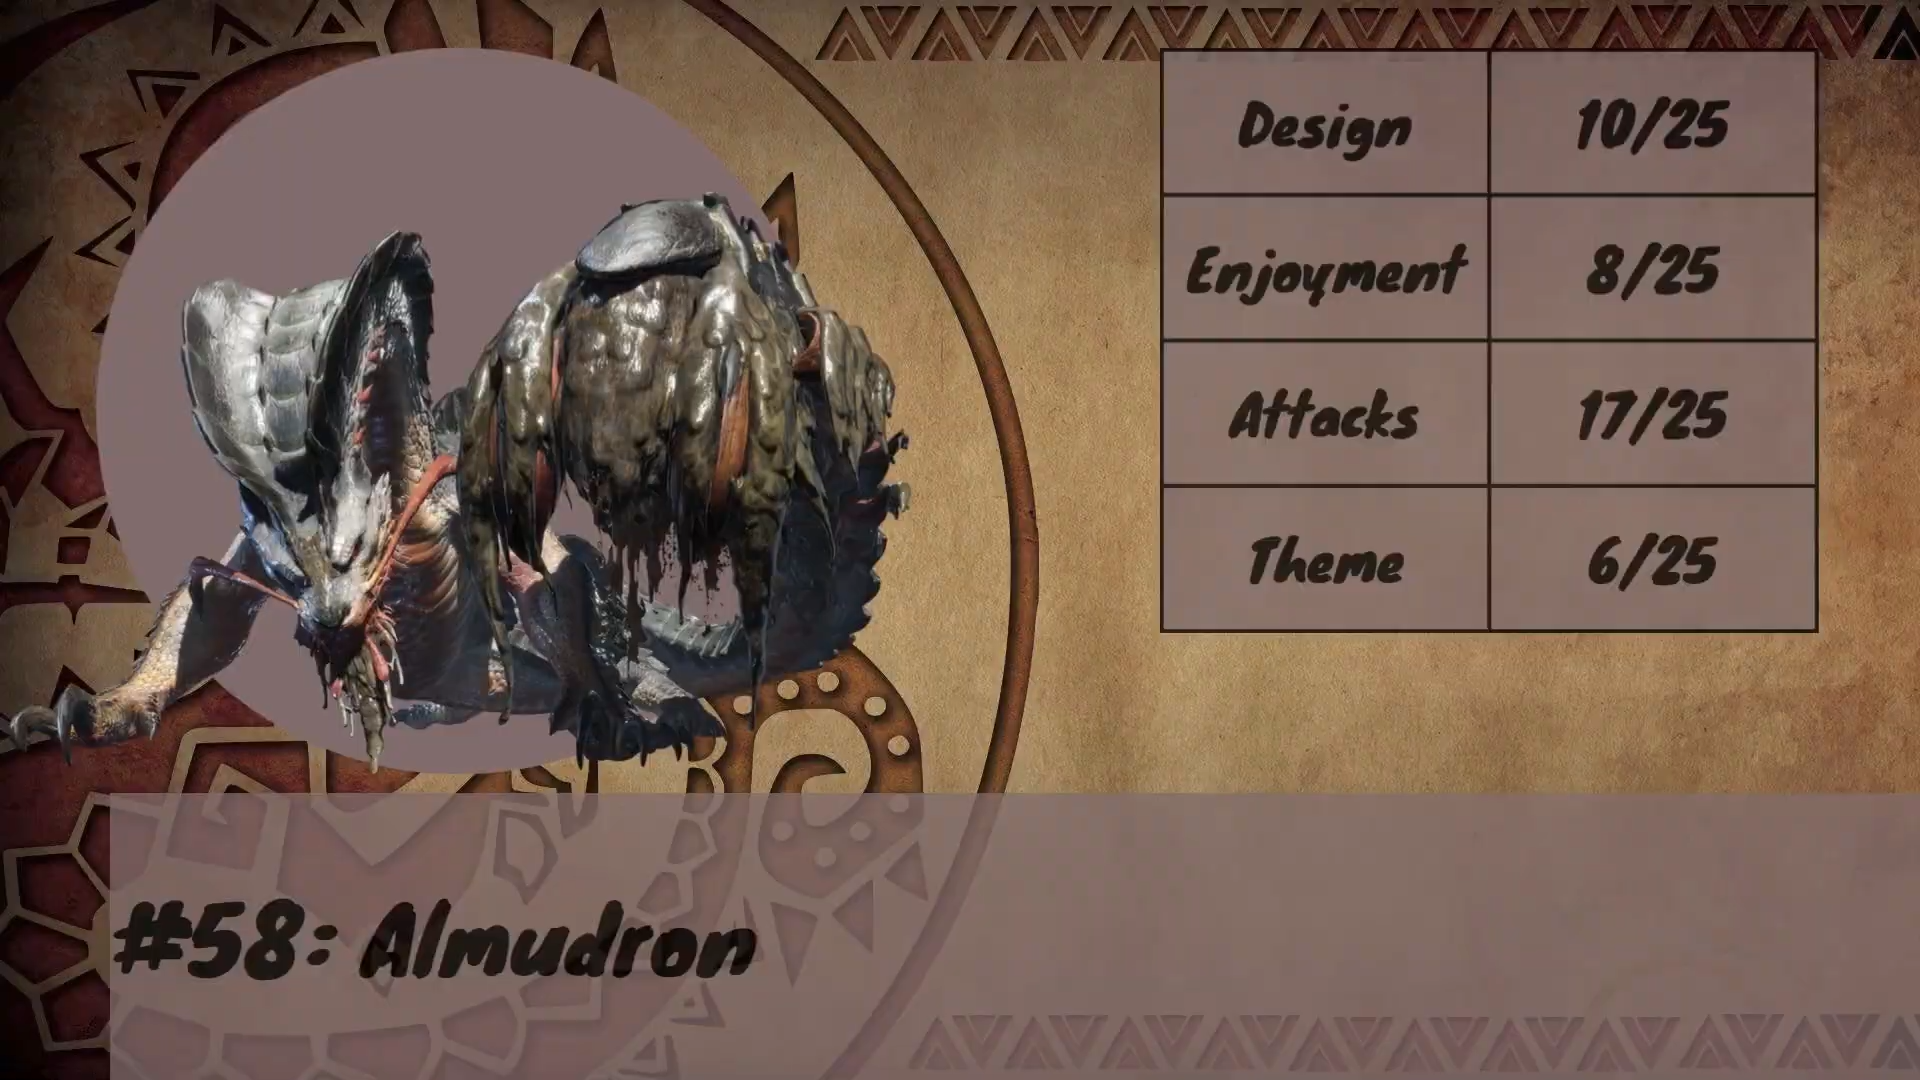 Design 10/25
Enjoyment 8/25
Attacks 17/25
Theme 6/25
#58: Almudron